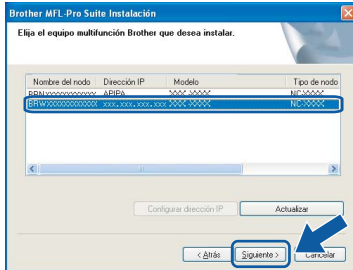 Brother MFL-Pro Suite Instalación
Elija el equipo multifunción Brother que desea instalar.
Nombre del nodo Dirección IP Modelo Tipo de nodo
BRNXXXXXXXXXXXX APIPA XXX-XXXX NC-XXXX
BRWXXXXXXXXXXXX xxx.xxx.xxx.xxx XXX-XXXX NC-XXXX
Configurar dirección IP Actualizar
< Atrás Siguiente > Cancelar